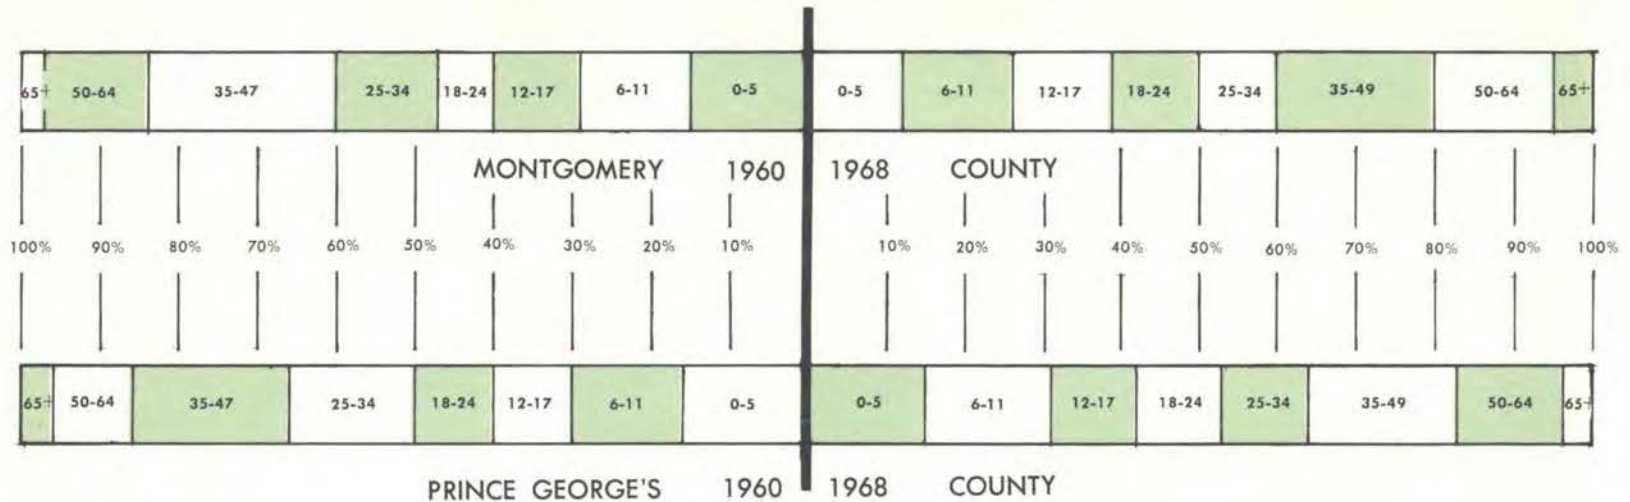 65+ 50-64 35-47 25-34 18-24 12-17 6-11 0-5 0-5 6-11 12-17 18-24 25-34 35-49 50-64 65+
MONTGOMERY 1960 1968 COUNTY
100% 90% 80% 70% 60% 50% 40% 30% 20% 10% 10% 20% 30% 40% 50% 60% 70% 80% 90% 100%
65+ 50-64 35-47 25-34 18-24 12-17 6-11 0-5 0-5 6-11 12-17 18-24 25-34 35-49 50-64 65+
PRINCE GEORGE'S 1960 1968 COUNTY